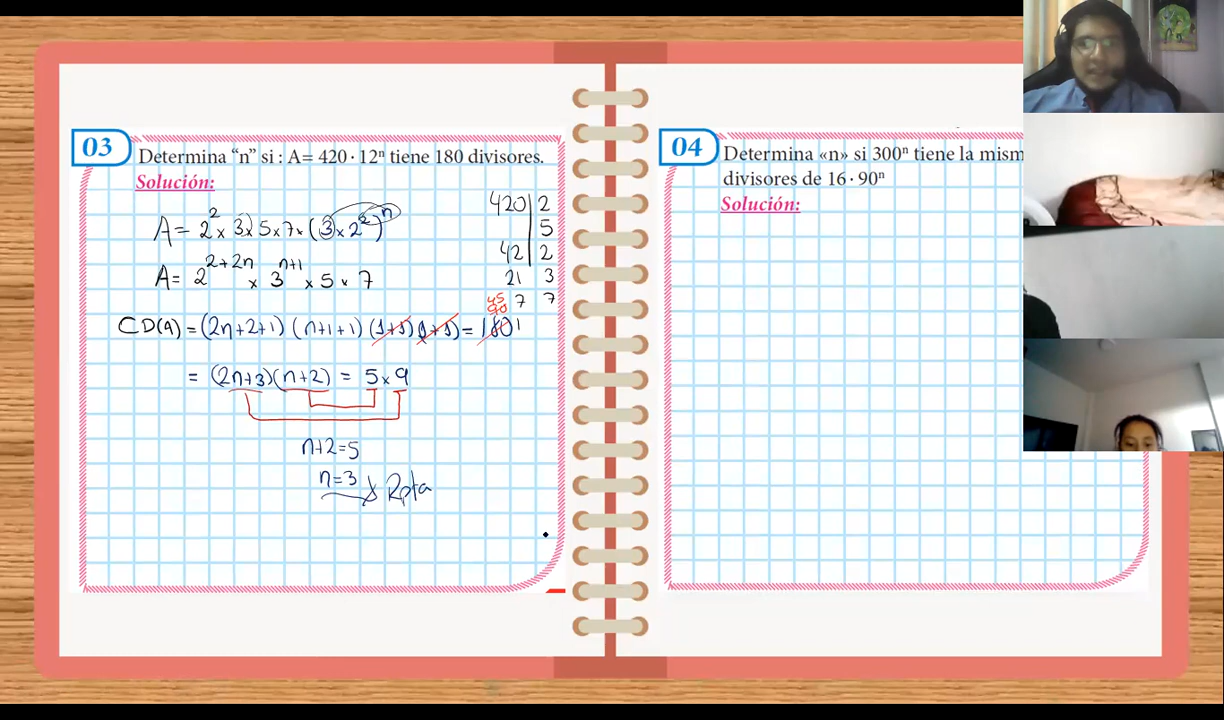 03
Determina “n” si : A= 420 · 12ⁿ tiene 180 divisores.
Solución:
A= 2² × 3 × 5 × 7 × (3 × 2²)ⁿ
A= 2²⁺²ⁿ × 3ⁿ⁺¹ × 5 × 7
420 | 2
5
42 | 2
21 3
7 7
1
45
90
CD(A) = (2n+2+1) (n+1+1) (1+1) (1+1) = 180
= (2n+3)(n+2) = 5 × 9
n+2=5
n=3 Rpta
04
Determina «n» si 300ⁿ tiene la mism
divisores de 16 · 90ⁿ
Solución: